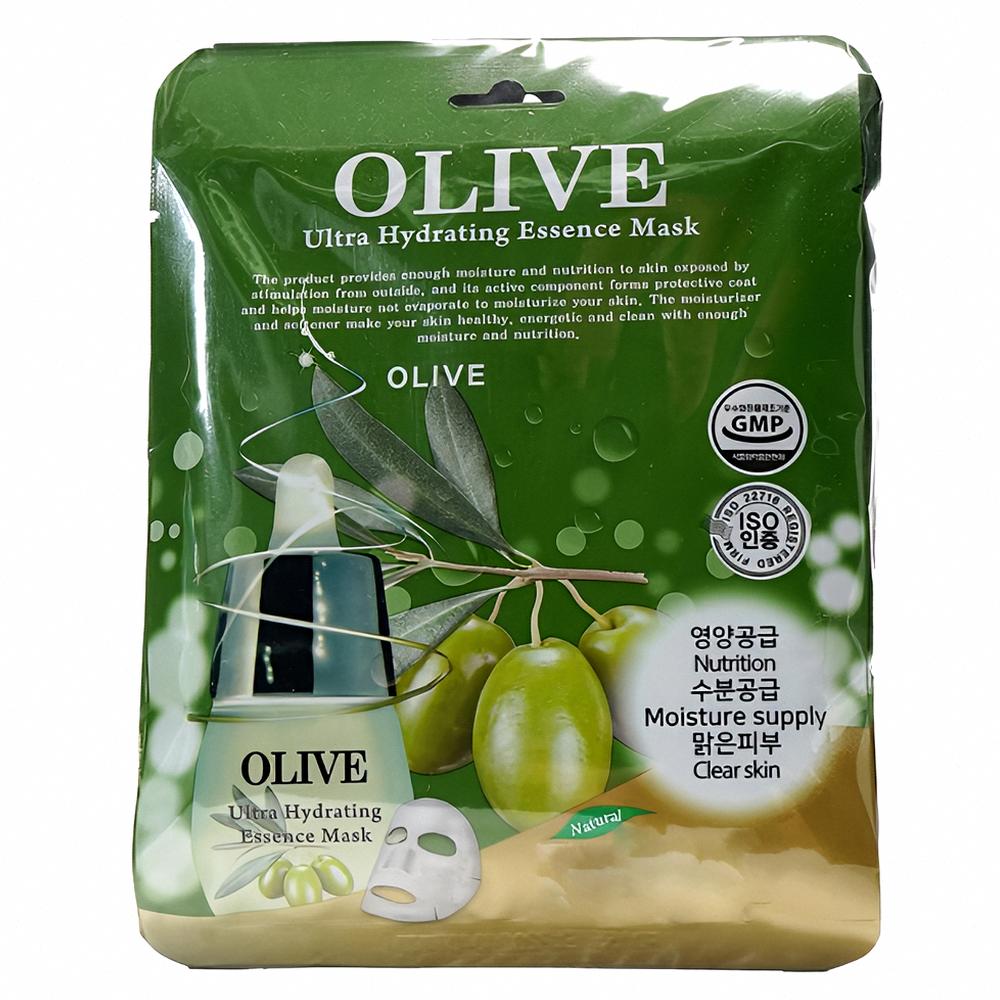 OLIVE
Ultra Hydrating Essence Mask
The product provides enough moisture and nutrition to skin exposed by
stimulation from outside, and its active component forms protective coat
and helps moisture not evaporate to moisturize your skin. The moisturizer
and softener make your skin healthy, energetic and clean with enough
moisture and nutrition.
OLIVE
GMP
ISO 22716 REGISTERED FIRM
ISO
인증
영양공급
Nutrition
수분공급
Moisture supply
맑은피부
Clear skin
Natural
OLIVE
Ultra Hydrating
Essence Mask